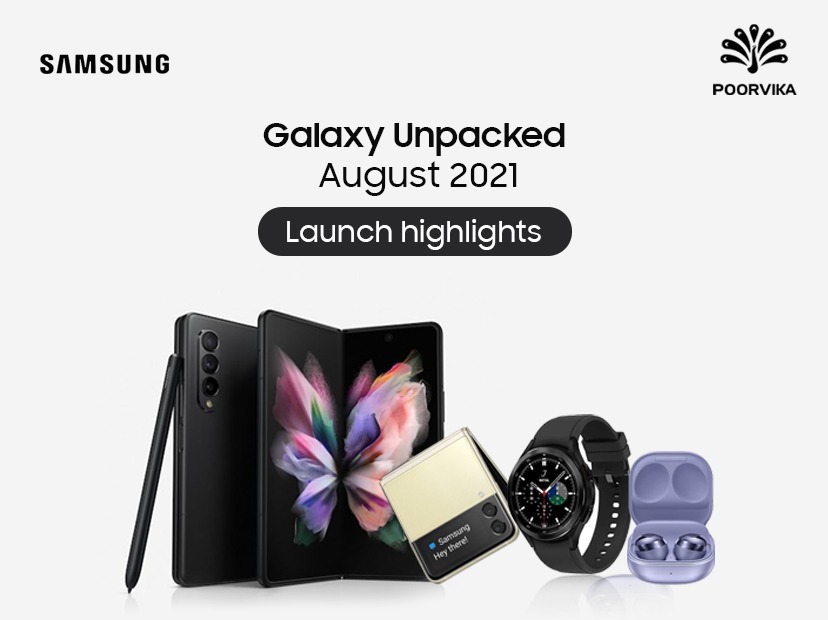 SAMSUNG
POORVIKA
Galaxy Unpacked
August 2021
Launch highlights
Samsung
Hey there!